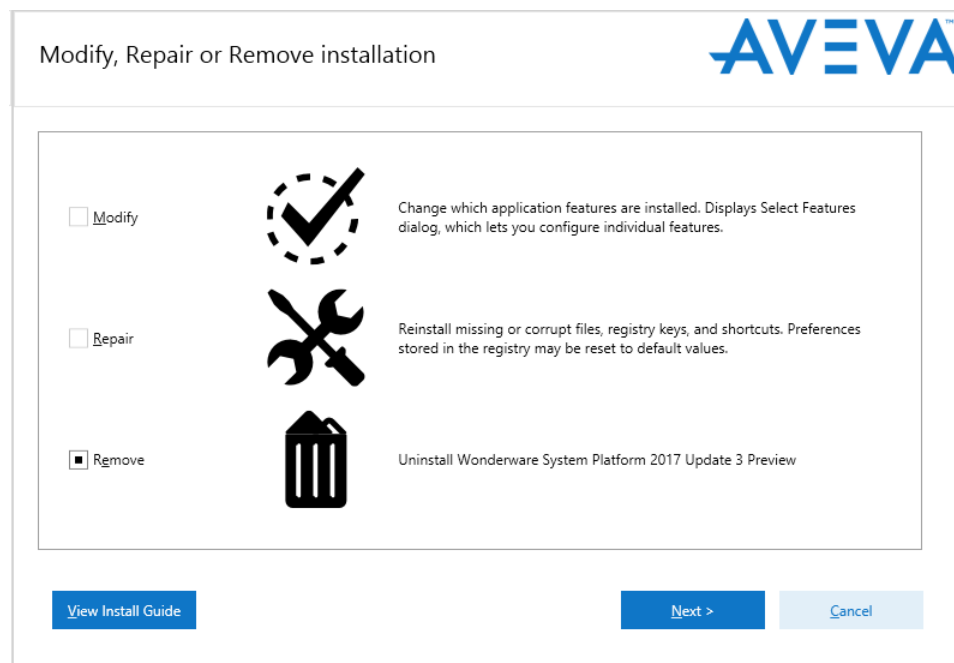 Modify, Repair or Remove installation
AVEVA™
Modify
Change which application features are installed. Displays Select Features
dialog, which lets you configure individual features.
Repair
Reinstall missing or corrupt files, registry keys, and shortcuts. Preferences
stored in the registry may be reset to default values.
Remove
Uninstall Wonderware System Platform 2017 Update 3 Preview
View Install Guide
Next >
Cancel